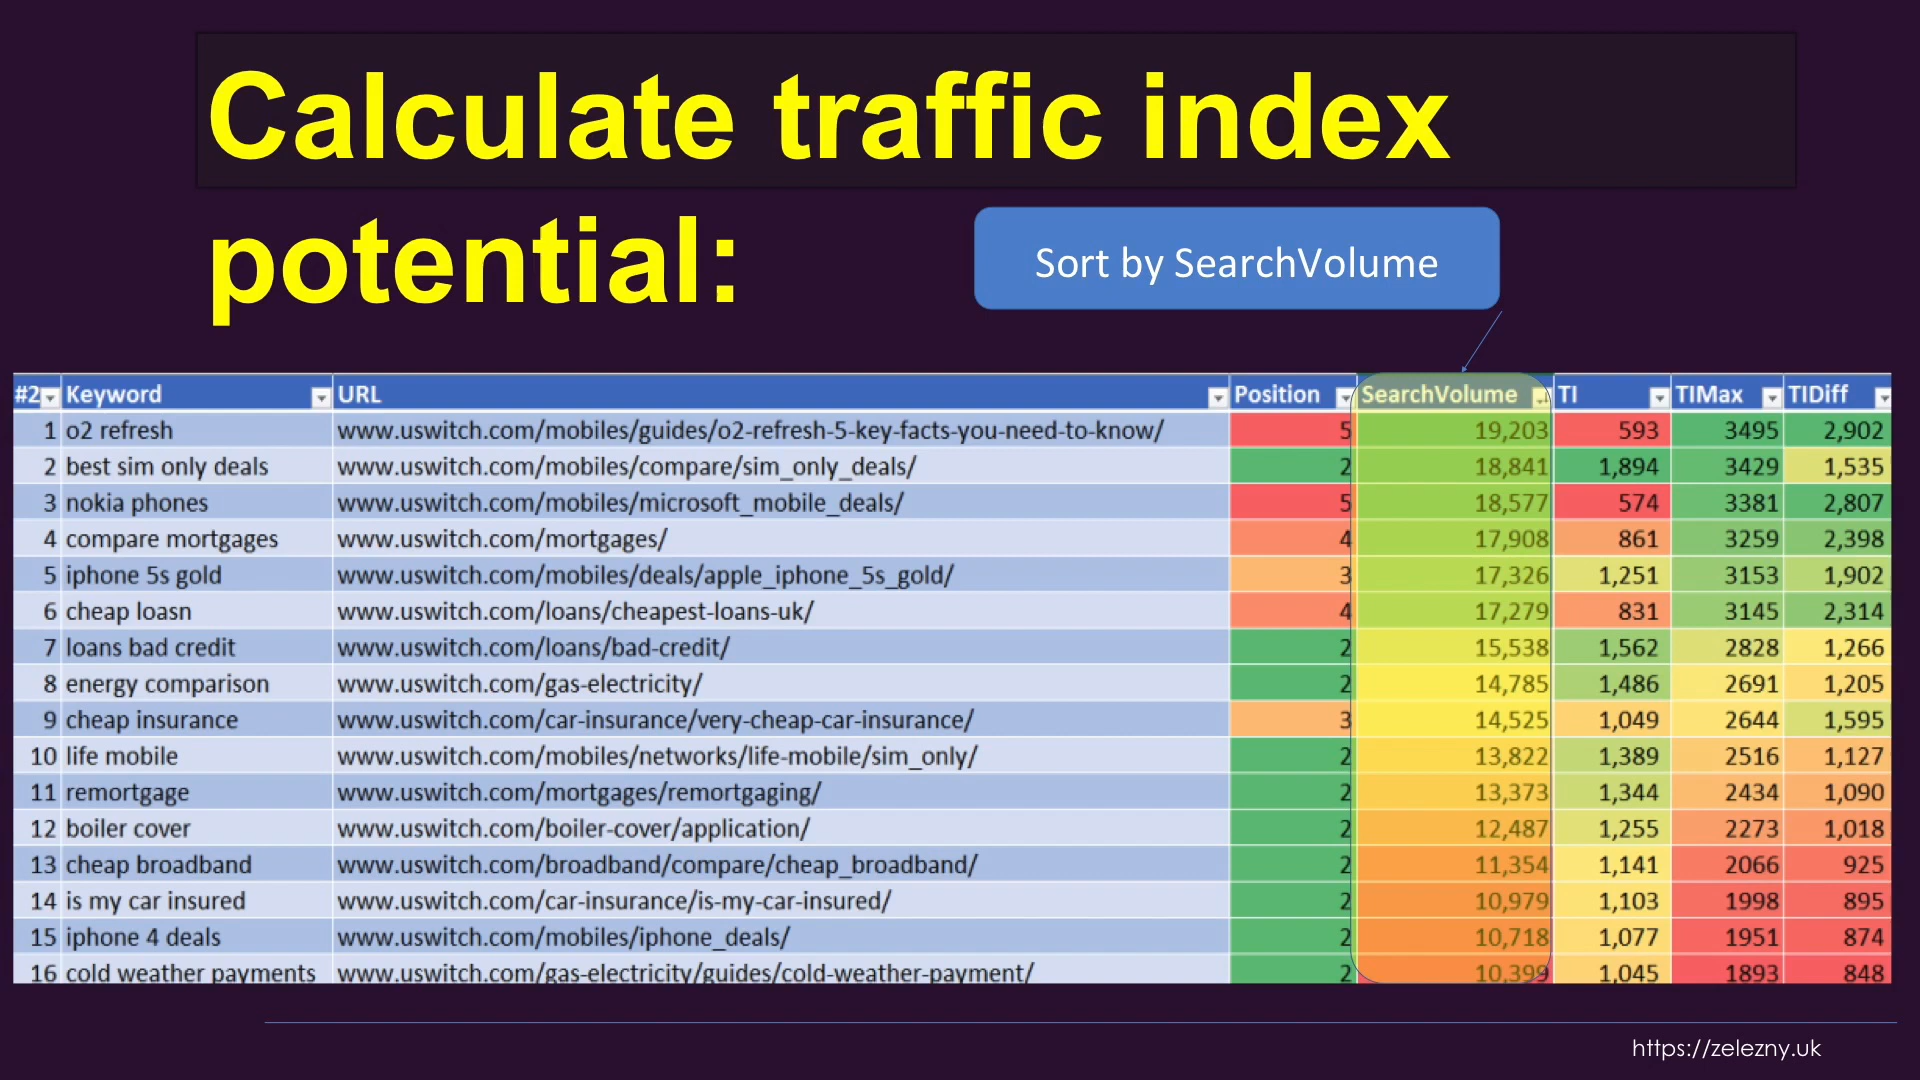 Calculate traffic index
potential:
Sort by SearchVolume
#2 Keyword URL Position SearchVolume TI TIMax TIDiff
1 o2 refresh www.uswitch.com/mobiles/guides/o2-refresh-5-key-facts-you-need-to-know/ 5 19,203 593 3495 2,902
2 best sim only deals www.uswitch.com/mobiles/compare/sim_only_deals/ 2 18,841 1,894 3429 1,535
3 nokia phones www.uswitch.com/mobiles/microsoft_mobile_deals/ 5 18,577 574 3381 2,807
4 compare mortgages www.uswitch.com/mortgages/ 4 17,908 861 3259 2,398
5 iphone 5s gold www.uswitch.com/mobiles/deals/apple_iphone_5s_gold/ 3 17,326 1,251 3153 1,902
6 cheap loasn www.uswitch.com/loans/cheapest-loans-uk/ 4 17,279 831 3145 2,314
7 loans bad credit www.uswitch.com/loans/bad-credit/ 2 15,538 1,562 2828 1,266
8 energy comparison www.uswitch.com/gas-electricity/ 2 14,785 1,486 2691 1,205
9 cheap insurance www.uswitch.com/car-insurance/very-cheap-car-insurance/ 3 14,525 1,049 2644 1,595
10 life mobile www.uswitch.com/mobiles/networks/life-mobile/sim_only/ 2 13,822 1,389 2516 1,127
11 remortgage www.uswitch.com/mortgages/remortgaging/ 2 13,373 1,344 2434 1,090
12 boiler cover www.uswitch.com/boiler-cover/application/ 2 12,487 1,255 2273 1,018
13 cheap broadband www.uswitch.com/broadband/compare/cheap_broadband/ 2 11,354 1,141 2066 925
14 is my car insured www.uswitch.com/car-insurance/is-my-car-insured/ 2 10,979 1,103 1998 895
15 iphone 4 deals www.uswitch.com/mobiles/iphone_deals/ 2 10,718 1,077 1951 874
16 cold weather payments www.uswitch.com/gas-electricity/guides/cold-weather-payment/ 2 10,399 1,045 1893 848
https://zelezny.uk